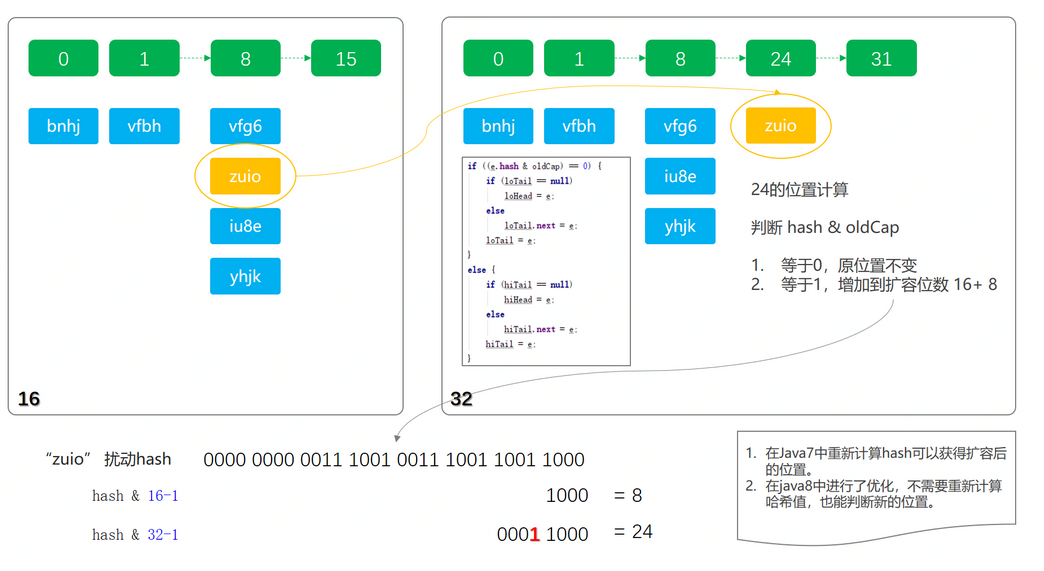 0 1 8 15
bnhj vfbh vfg6
zuio
iu8e
yhjk
16
0 1 8 24 31
bnhj vfbh vfg6 zuio
iu8e
yhjk
if ((e.hash & oldCap) == 0) {
if (loTail == null)
loHead = e;
else
loTail.next = e;
loTail = e;
}
else {
if (hiTail == null)
hiHead = e;
else
hiTail.next = e;
hiTail = e;
}
24的位置计算
判断 hash & oldCap
1. 等于0，原位置不变
2. 等于1，增加到扩容位数 16+ 8
32
“zuio” 扰动hash 0000 0000 0011 1001 0011 1001 1001 1000
hash & 16-1 1000 = 8
hash & 32-1 0001 1000 = 24
1. 在Java7中重新计算hash可以获得扩容后
的位置。
2. 在java8中进行了优化，不需要重新计算
哈希值，也能判断新的位置。